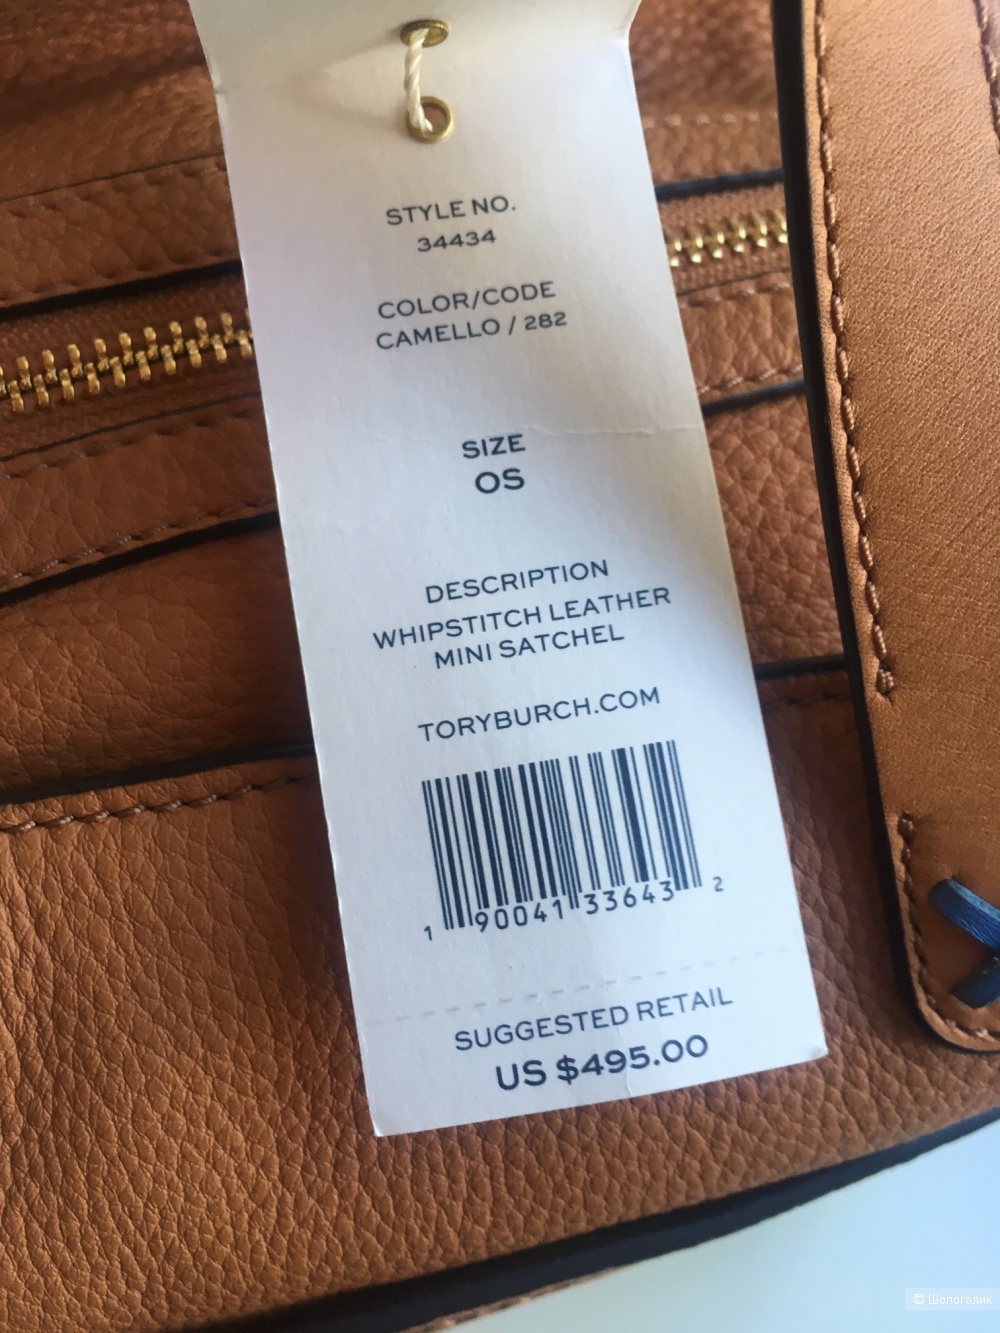 STYLE NO.
34434
COLOR/CODE
CAMELLO / 282
SIZE
OS
DESCRIPTION
WHIPSTITCH LEATHER
MINI SATCHEL
TORYBURCH.COM
1 90041 33643 2
SUGGESTED RETAIL
US $495.00
© Шопоголик